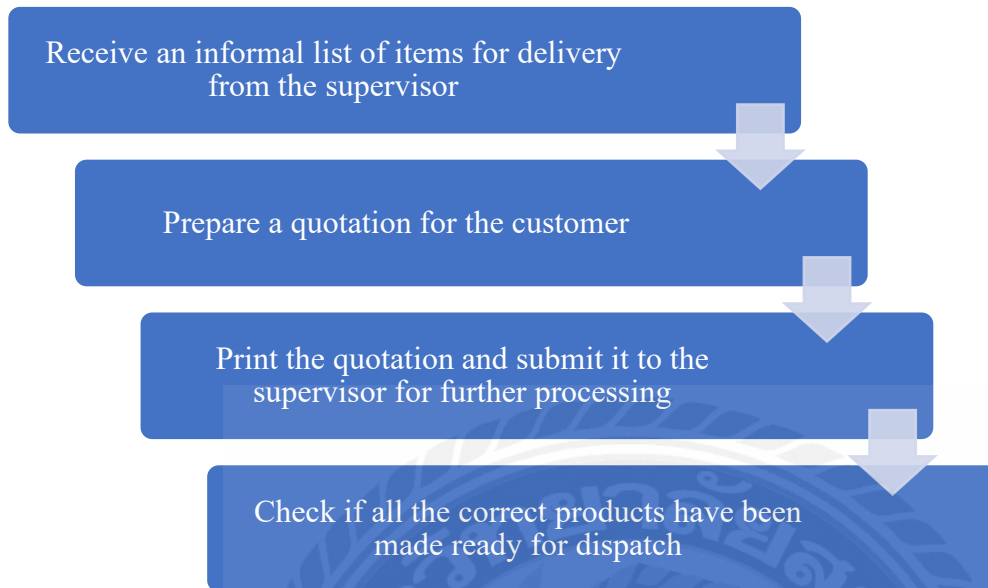 Receive an informal list of items for delivery
from the supervisor
Prepare a quotation for the customer
Print the quotation and submit it to the
supervisor for further processing
Check if all the correct products have been
made ready for dispatch